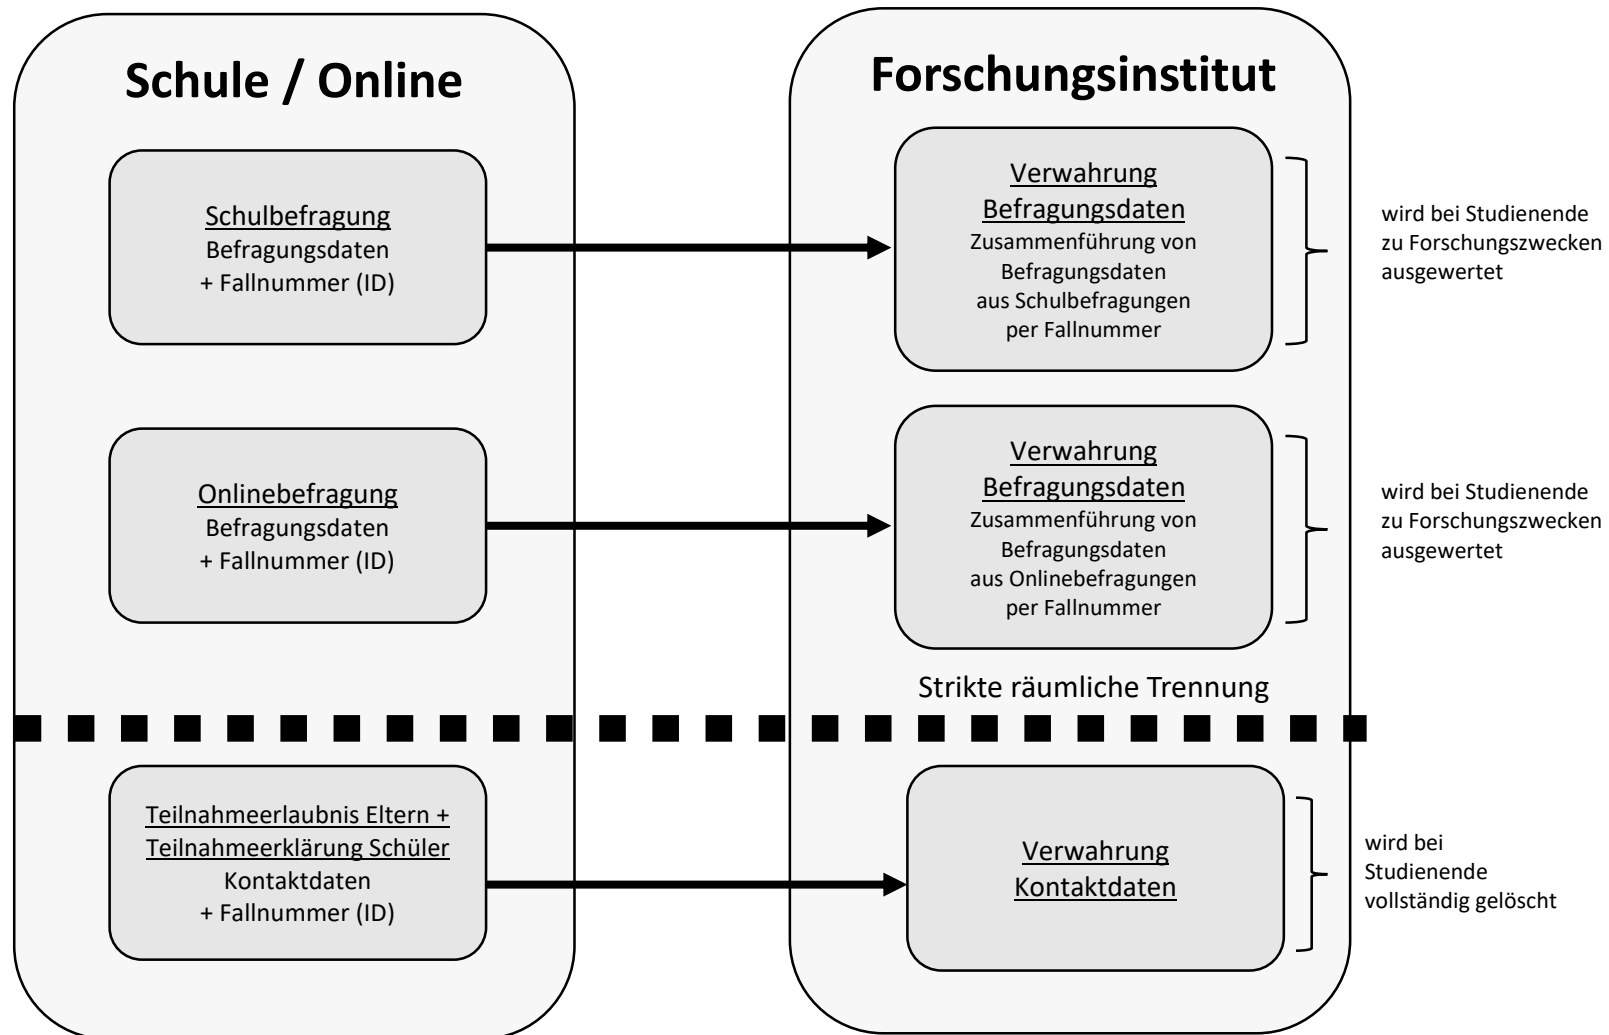 Schule / Online
Forschungsinstitut
Schulbefragung
Befragungsdaten
+ Fallnummer (ID)
Verwahrung
Befragungsdaten
Zusammenführung von
Befragungsdaten
aus Schulbefragungen
per Fallnummer
wird bei Studienende
zu Forschungszwecken
ausgewertet
Onlinebefragung
Befragungsdaten
+ Fallnummer (ID)
Verwahrung
Befragungsdaten
Zusammenführung von
Befragungsdaten
aus Onlinebefragungen
per Fallnummer
wird bei Studienende
zu Forschungszwecken
ausgewertet
Strikte räumliche Trennung
Teilnahmeerlaubnis Eltern +
Teilnahmeerklärung Schüler
Kontaktdaten
+ Fallnummer (ID)
Verwahrung
Kontaktdaten
wird bei
Studienende
vollständig gelöscht